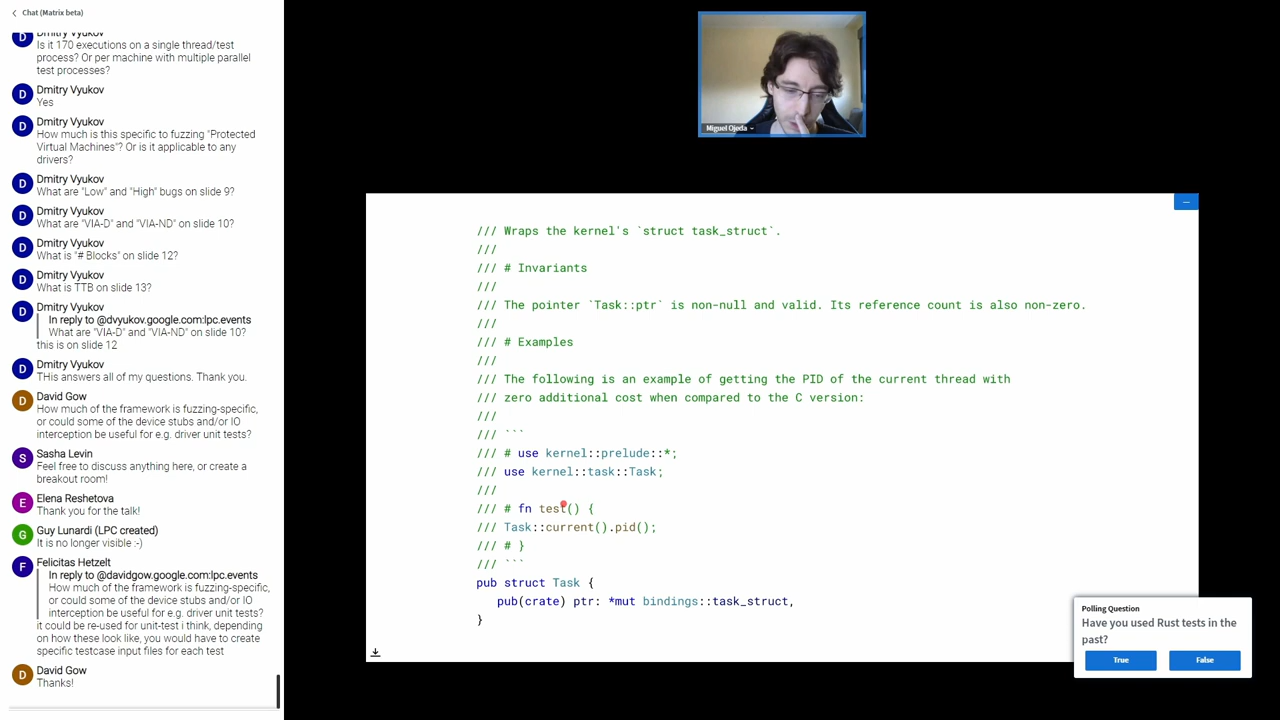 Chat (Matrix beta)
Dmitry Vyukov
Is it 170 executions on a single thread/test
process? Or per machine with multiple parallel
test processes?
Dmitry Vyukov
Yes
Dmitry Vyukov
How much is this specific to fuzzing "Protected
Virtual Machines"? Or is it applicable to any
drivers?
Dmitry Vyukov
What are "Low" and "High" bugs on slide 9?
Dmitry Vyukov
What are "VIA-D" and "VIA-ND" on slide 10?
Dmitry Vyukov
What is "# Blocks" on slide 12?
Dmitry Vyukov
What is TTB on slide 13?
Dmitry Vyukov
In reply to @dvyukov.google.com:lpc.events
What are "VIA-D" and "VIA-ND" on slide 10?
this is on slide 12
Dmitry Vyukov
THis answers all of my questions. Thank you.
David Gow
How much of the framework is fuzzing-specific,
or could some of the device stubs and/or IO
interception be useful for e.g. driver unit tests?
Sasha Levin
Feel free to discuss anything here, or create a
breakout room!
Elena Reshetova
Thank you for the talk!
Guy Lunardi (LPC created)
It is no longer visible :-)
Felicitas Hetzelt
In reply to @davidgow.google.com:lpc.events
How much of the framework is fuzzing-specific,
or could some of the device stubs and/or IO
interception be useful for e.g. driver unit tests?
it could be re-used for unit-test i think, depending
on how these look like, you would have to create
specific testcase input files for each test
David Gow
Thanks!
D
D
D
D
D
D
D
D
D
D
S
E
G
F
D
Miguel Ojeda
/// Wraps the kernel's `struct task_struct`.
///
/// # Invariants
///
/// The pointer `Task::ptr` is non-null and valid. Its reference count is also non-zero.
///
/// # Examples
///
/// The following is an example of getting the PID of the current thread with
/// zero additional cost when compared to the C version:
///
/// ```
/// # use kernel::prelude::*;
/// use kernel::task::Task;
///
/// # fn test() {
/// Task::current().pid();
/// # }
/// ```
pub struct Task {
pub(crate) ptr: *mut bindings::task_struct,
}
Polling Question
Have you used Rust tests in the
past?
True
False